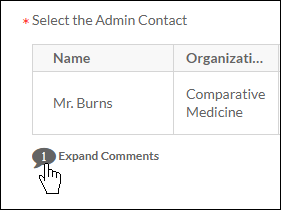 * Select the Admin Contact
Name Organizati...
Mr. Burns Comparative
Medicine
1 Expand Comments